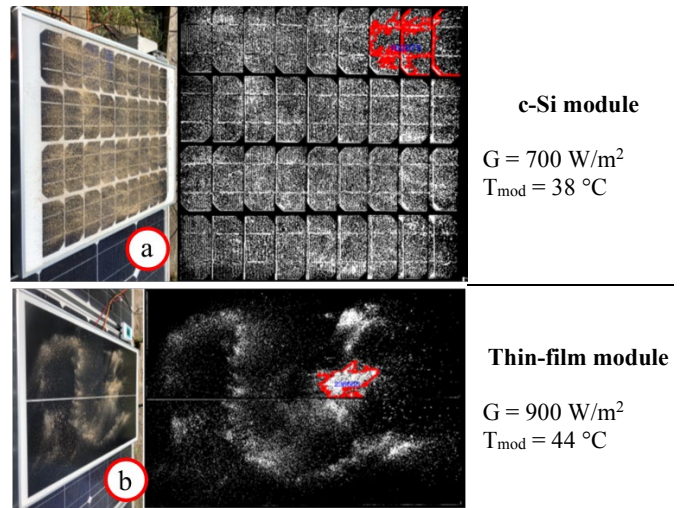 c-Si module
G = 700 W/m²
Tmod = 38 °C
a
Thin-film module
G = 900 W/m²
Tmod = 44 °C
b